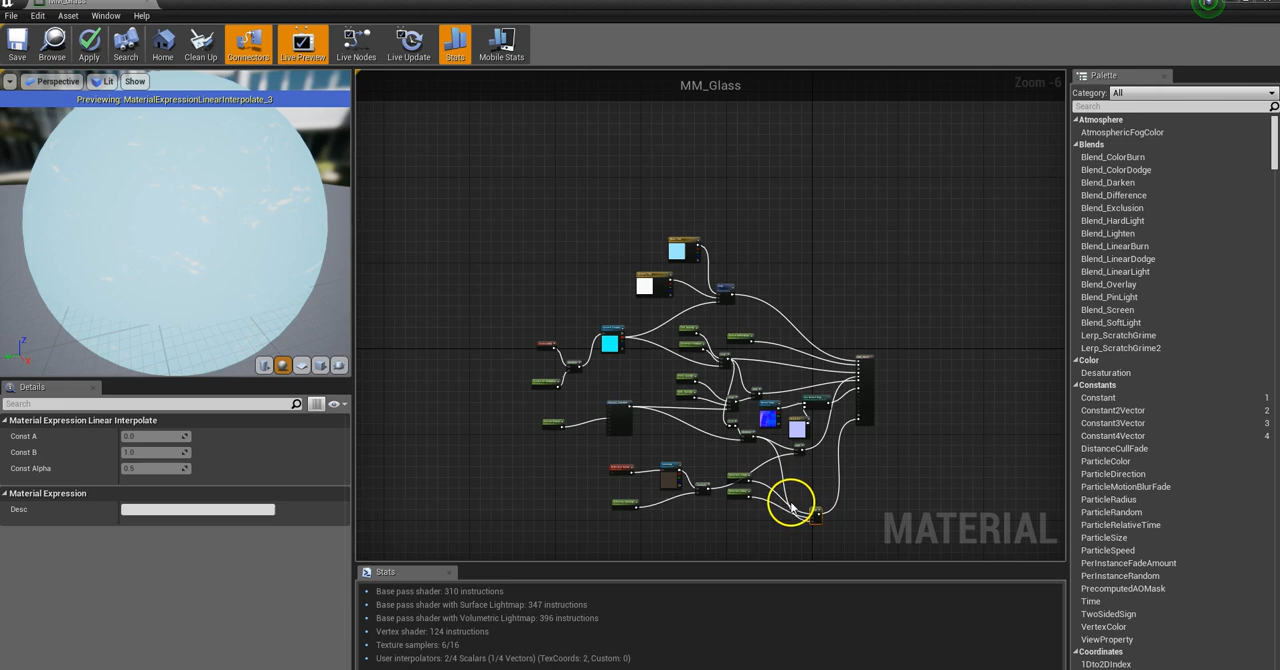 MM_Glass
File Edit Asset Window Help
Save Browse Apply Search Home Clean Up Connectors Live Preview Live Nodes Live Update Stats Mobile Stats
Perspective Lit Show
Previewing: MaterialExpressionLinearInterpolate_3
Z
X
Details
Search
Material Expression Linear Interpolate
Const A 0.0
Const B 1.0
Const Alpha 0.5
Material Expression
Desc
MM_Glass
Zoom -6
MATERIAL
Stats
Base pass shader: 310 instructions
Base pass shader with Surface Lightmap: 347 instructions
Base pass shader with Volumetric Lightmap: 396 instructions
Vertex shader: 124 instructions
Texture samplers: 6/16
User interpolators: 2/4 Scalars (1/4 Vectors) (TexCoords: 2, Custom: 0)
Palette
Category: All
Search
Atmosphere
AtmosphericFogColor
Blends
Blend_ColorBurn
Blend_ColorDodge
Blend_Darken
Blend_Difference
Blend_Exclusion
Blend_HardLight
Blend_Lighten
Blend_LinearBurn
Blend_LinearDodge
Blend_LinearLight
Blend_Overlay
Blend_PinLight
Blend_Screen
Blend_SoftLight
Lerp_ScratchGrime
Lerp_ScratchGrime2
Color
Desaturation
Constants
Constant 1
Constant2Vector 2
Constant3Vector 3
Constant4Vector 4
DistanceCullFade
ParticleColor
ParticleDirection
ParticleMotionBlurFade
ParticleRadius
ParticleRandom
ParticleRelativeTime
ParticleSize
ParticleSpeed
PerInstanceFadeAmount
PerInstanceRandom
PrecomputedAOMask
Time
TwoSidedSign
VertexColor
ViewProperty
Coordinates
1Dto2DIndex